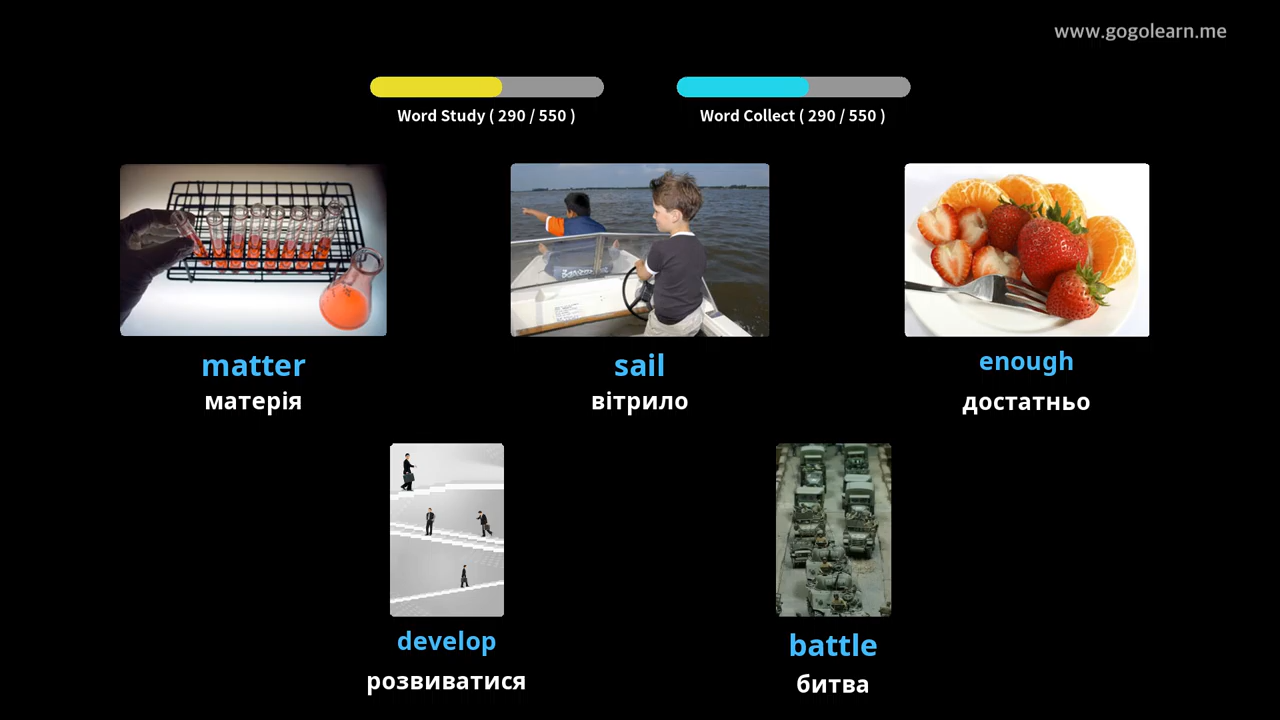 www.gogolearn.me
Word Study ( 290 / 550 )
Word Collect ( 290 / 550 )
matter
матерія
sail
вітрило
enough
достатньо
develop
розвиватися
battle
битва